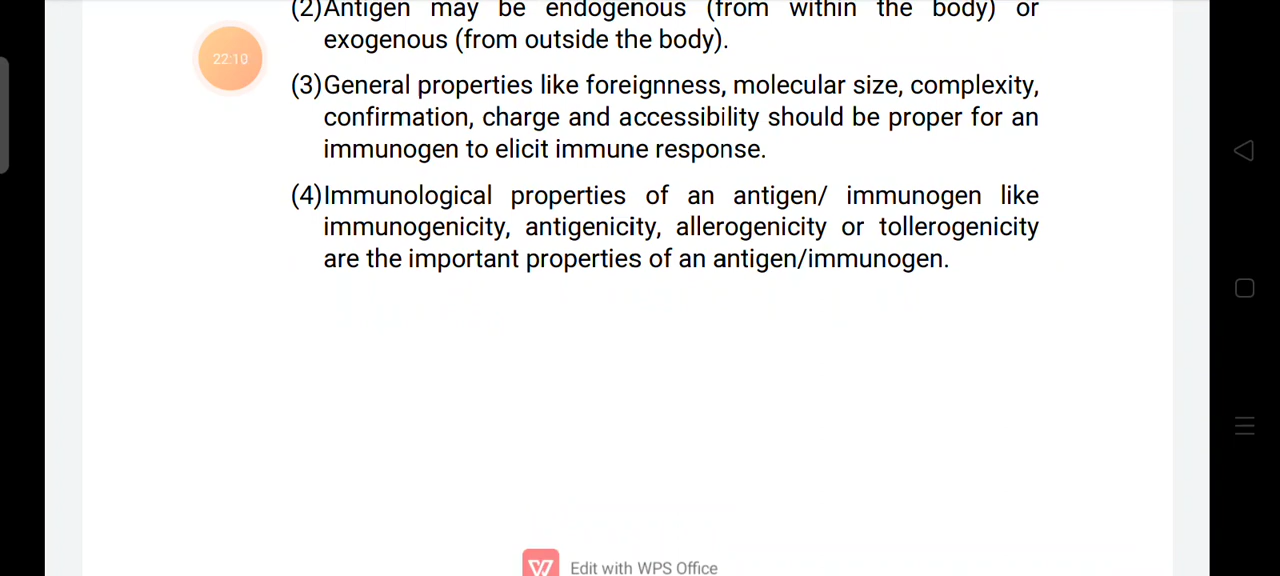 (2)Antigen may be endogenous (from within the body) or
exogenous (from outside the body).
22:10
(3)General properties like foreignness, molecular size, complexity,
confirmation, charge and accessibility should be proper for an
immunogen to elicit immune response.
(4)Immunological properties of an antigen/ immunogen like
immunogenicity, antigenicity, allerogenicity or tollerogenicity
are the important properties of an antigen/immunogen.
Edit with WPS Office